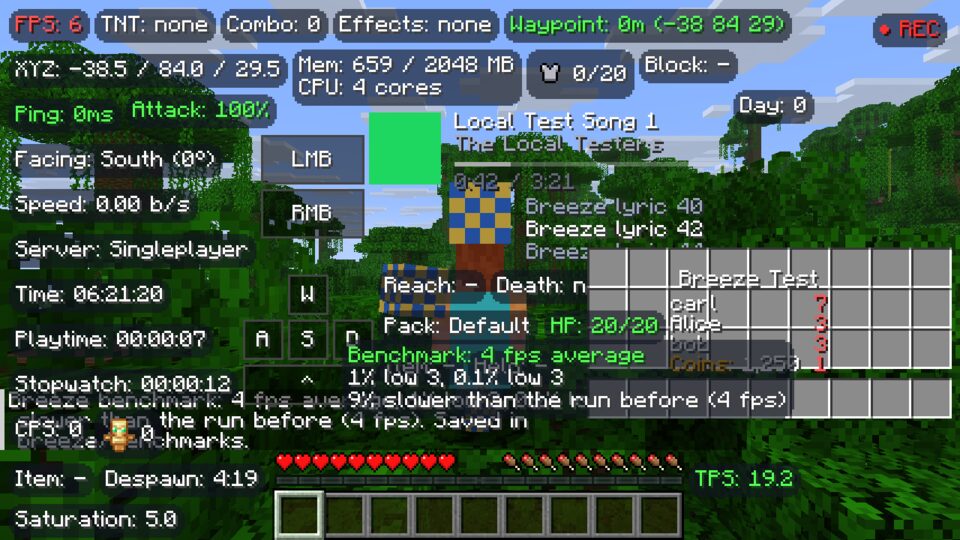 FPS: 6 TNT: none Combo: 0 Effects: none Waypoint: 0m (-38 84 29) REC
XYZ: -38.5 / 84.0 / 29.5
Mem: 659 / 2048 MB
CPU: 4 cores
0/20
Block: -
Ping: 0ms
Attack: 100%
Day: 0
Local Test Song 1
The Local Testers
0:42 / 3:21
Facing: South (0°)
LMB
Speed: 0.00 b/s
RMB
Breeze lyric 40
Breeze lyric 42
Breeze
Server: Singleplayer
Time: 06:21:20
W
Reach: - Death: n
Breeze Test
carl 7
Alice 3
bob 3
Coins: 1,250 1
Playtime: 00:00:07
A S D
Pack: Default HP: 20/20
Benchmark: 4 fps average
1% low 3, 0.1% low 3
9% slower than the run before (4 fps)
Stopwatch: 00:00:12
^
Breeze benchmark: 4 fps
slower than the run before (4 fps). Saved in
CPS: 0
0
benchmarks.
Item: - Despawn: 4:19
TPS: 19.2
Saturation: 5.0